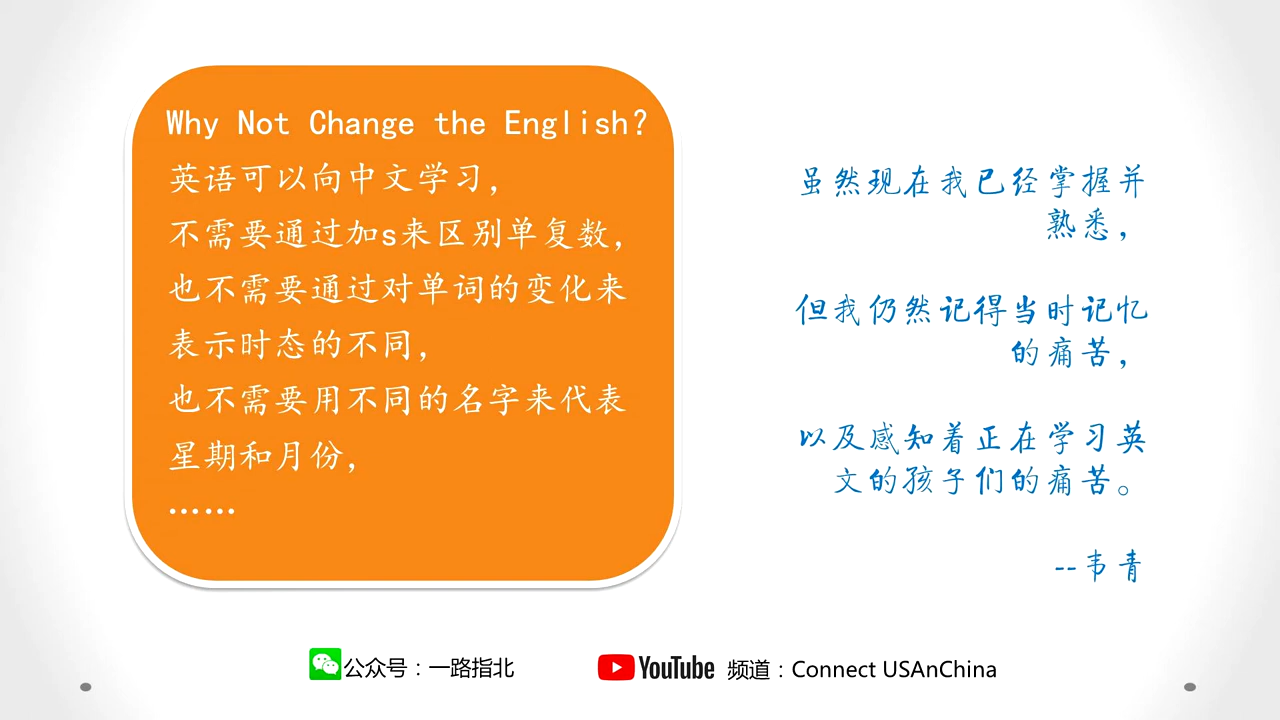 Why Not Change the English?
英语可以向中文学习，
不需要通过加s来区别单复数，
也不需要通过对单词的变化来
表示时态的不同，
也不需要用不同的名字来代表
星期和月份，
……
虽然现在我已经掌握并
熟悉，
但我仍然记得当时记忆
的痛苦，
以及感知着正在学习英
文的孩子们的痛苦。
--韦青
公众号：一路指北
YouTube 频道：Connect USAnChina